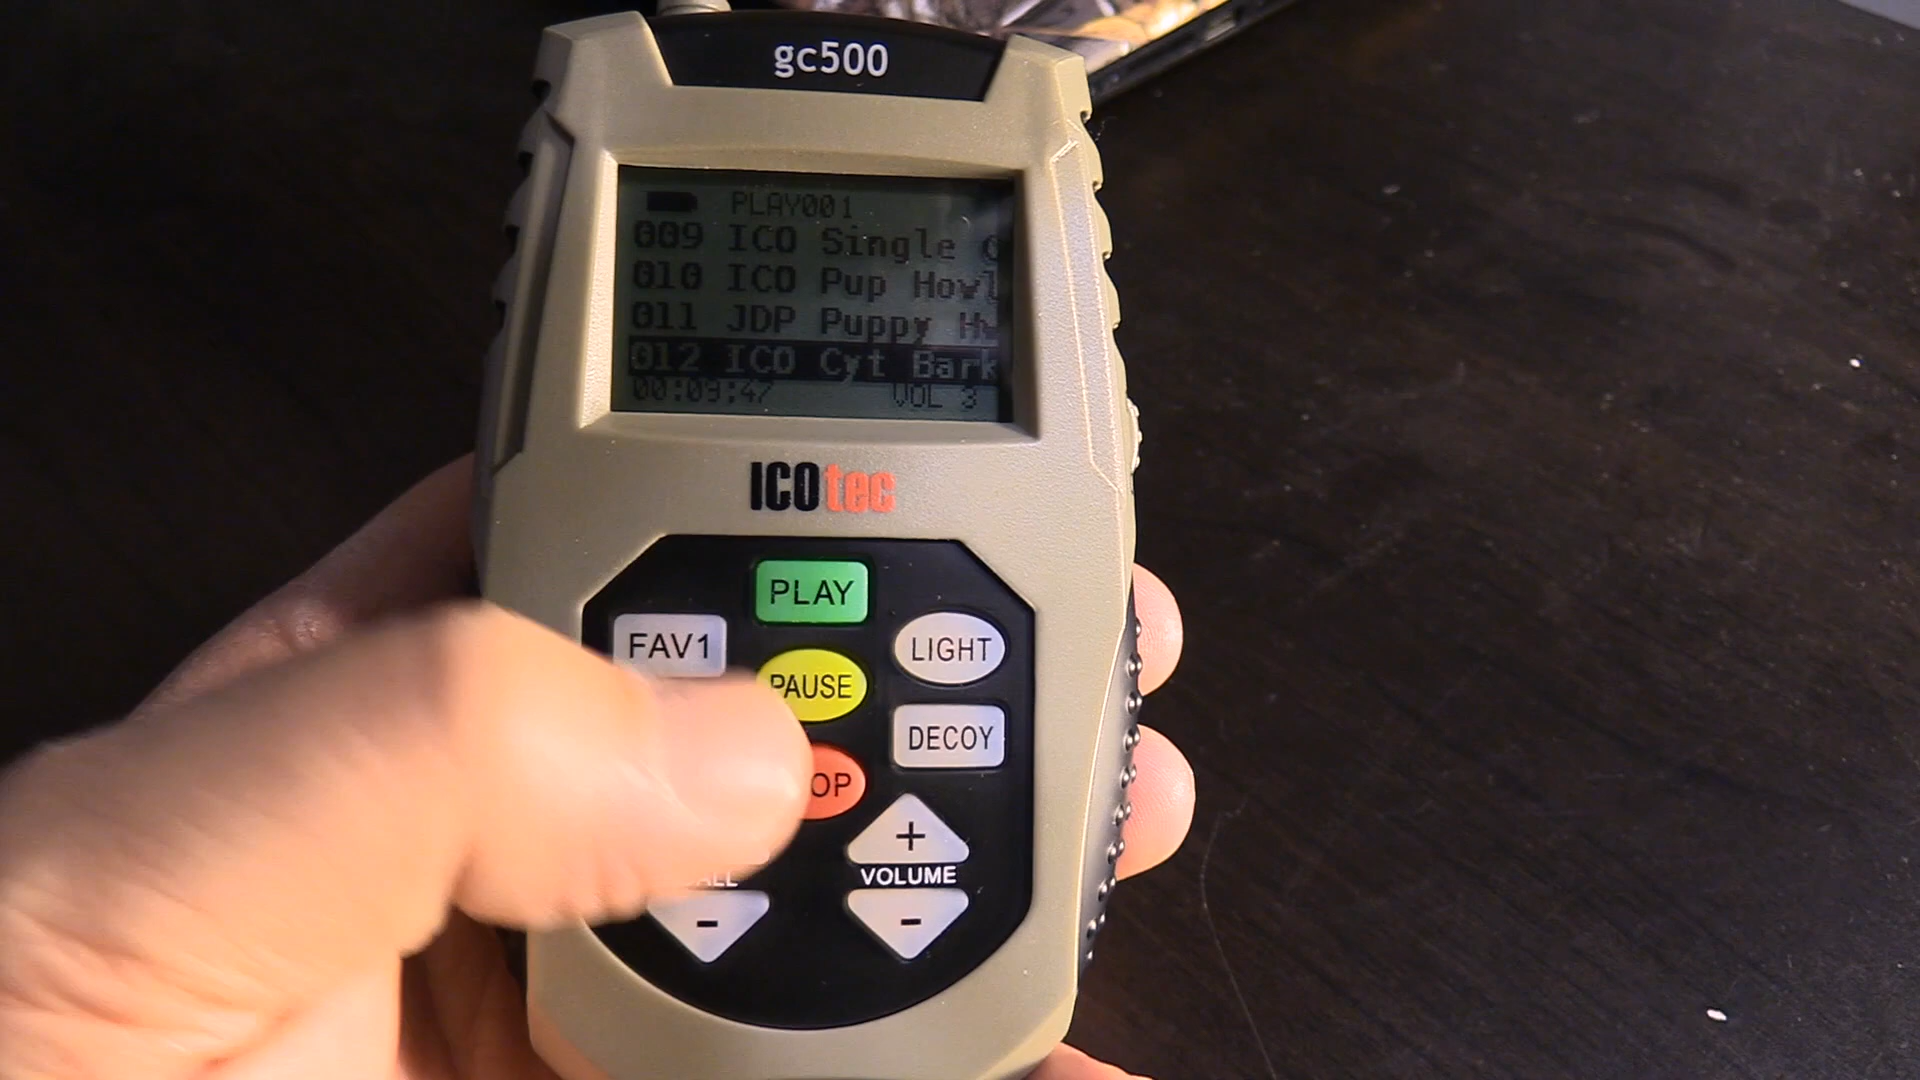 gc500
PLAY001
009 ICO Single
010 ICO Pup Howl
011 JDP Puppy
012 ICO Cyt Bark
00:09:47 VOL 3
ICOtec
PLAY
FAV1
LIGHT
PAUSE
DECOY
+
VOLUME
- -